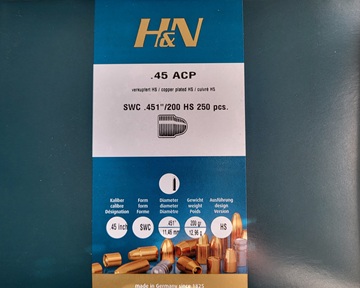 H&N
.45 ACP
verkupfert HS / copper plated HS / cuivré HS
SWC .451"/200 HS 250 pcs.
Kaliber Form Diameter Gewicht Ausführung
calibre form diameter weight design
Désignation Forme Diamètre Poids Version
45 inch SWC .451" 200 gr HS
11.46 mm 12.96 g
made in Germany since 1825